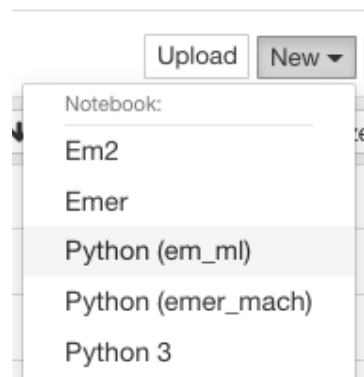 Upload New
Notebook:
Em2
Emer
Python (em_ml)
Python (emer_mach)
Python 3